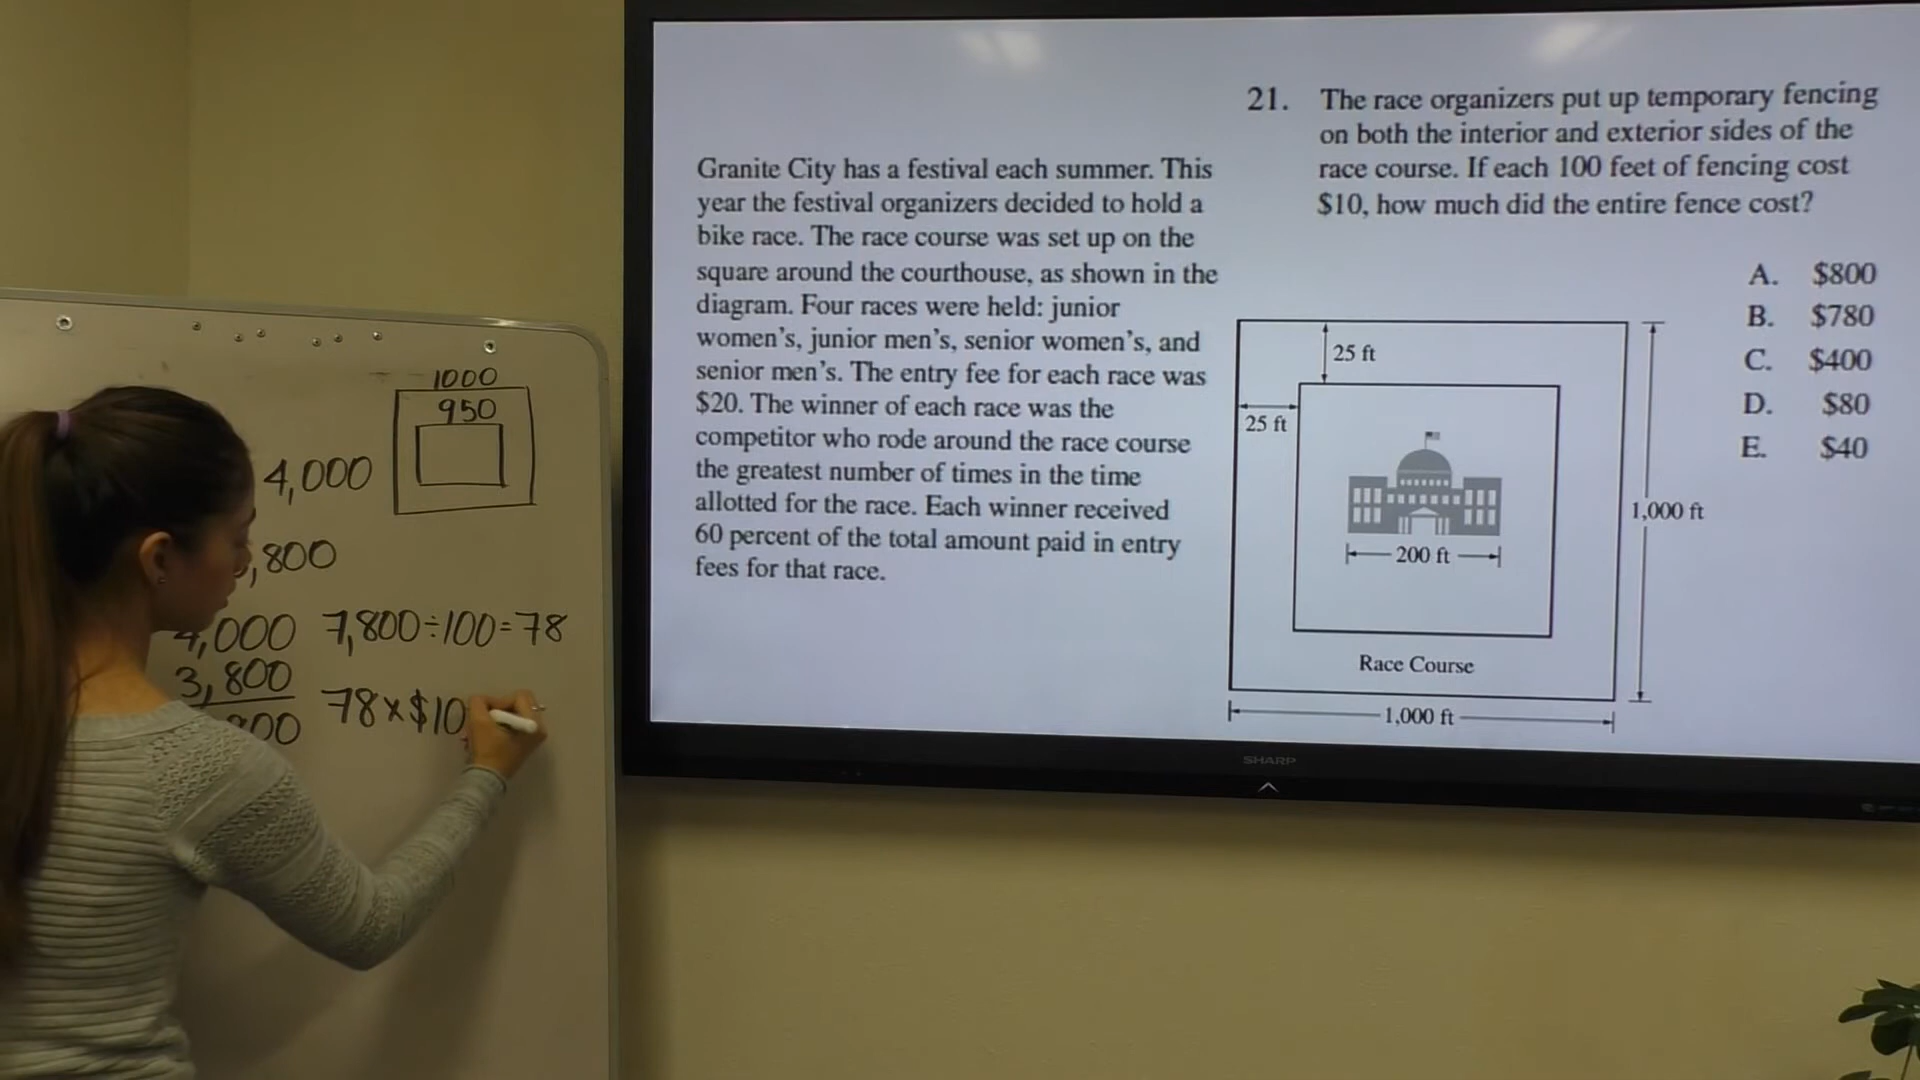 1000
950
4,000
,800
4,000
3,800
800
7,800÷100=78
78x$10
Granite City has a festival each summer. This
year the festival organizers decided to hold a
bike race. The race course was set up on the
square around the courthouse, as shown in the
diagram. Four races were held: junior
women's, junior men's, senior women's, and
senior men's. The entry fee for each race was
$20. The winner of each race was the
competitor who rode around the race course
the greatest number of times in the time
allotted for the race. Each winner received
60 percent of the total amount paid in entry
fees for that race.
21. The race organizers put up temporary fencing
on both the interior and exterior sides of the
race course. If each 100 feet of fencing cost
$10, how much did the entire fence cost?
A. $800
B. $780
C. $400
D. $80
E. $40
25 ft
25 ft
200 ft
1,000 ft
Race Course
1,000 ft
SHARP